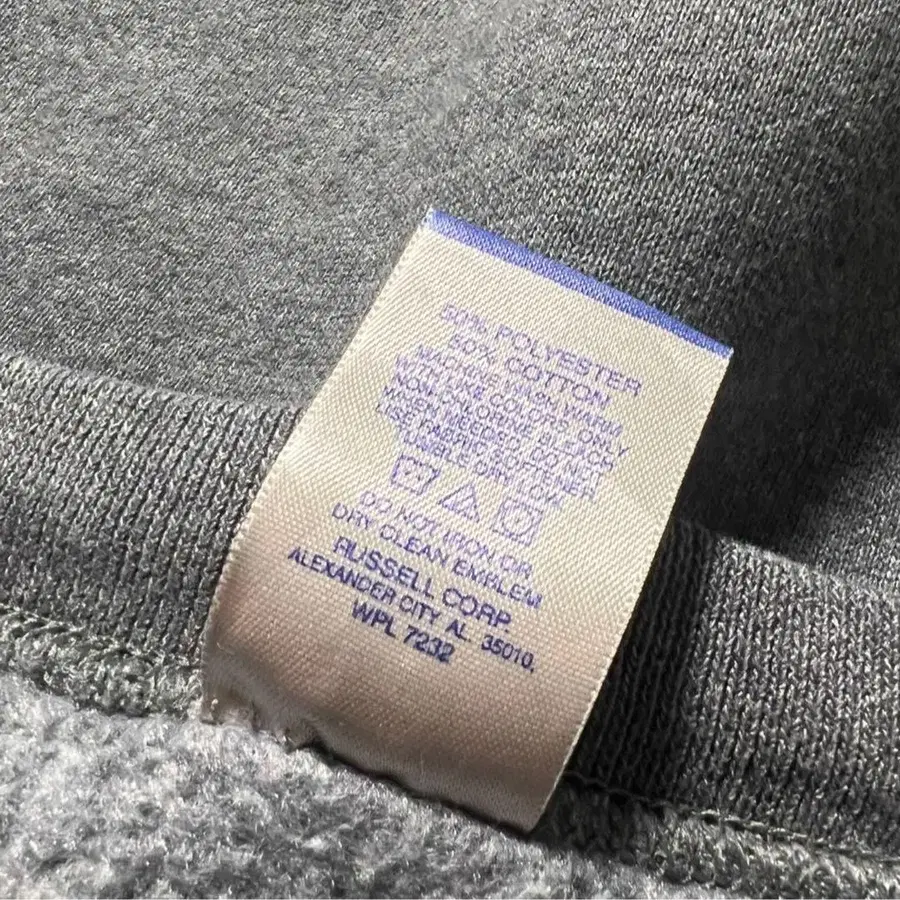 50% POLYESTER
50% COTTON
MACHINE WASH WARM
WITH LIKE COLORS. ONLY
NON-CHLORINE BLEACH
WHEN NEEDED. DO NOT
USE FABRIC SOFTENER.
TUMBLE DRY LOW.
DO NOT IRON OR
DRY CLEAN EMBLEM
RUSSELL CORP.
ALEXANDER CITY AL. 35010.
WPL 7232